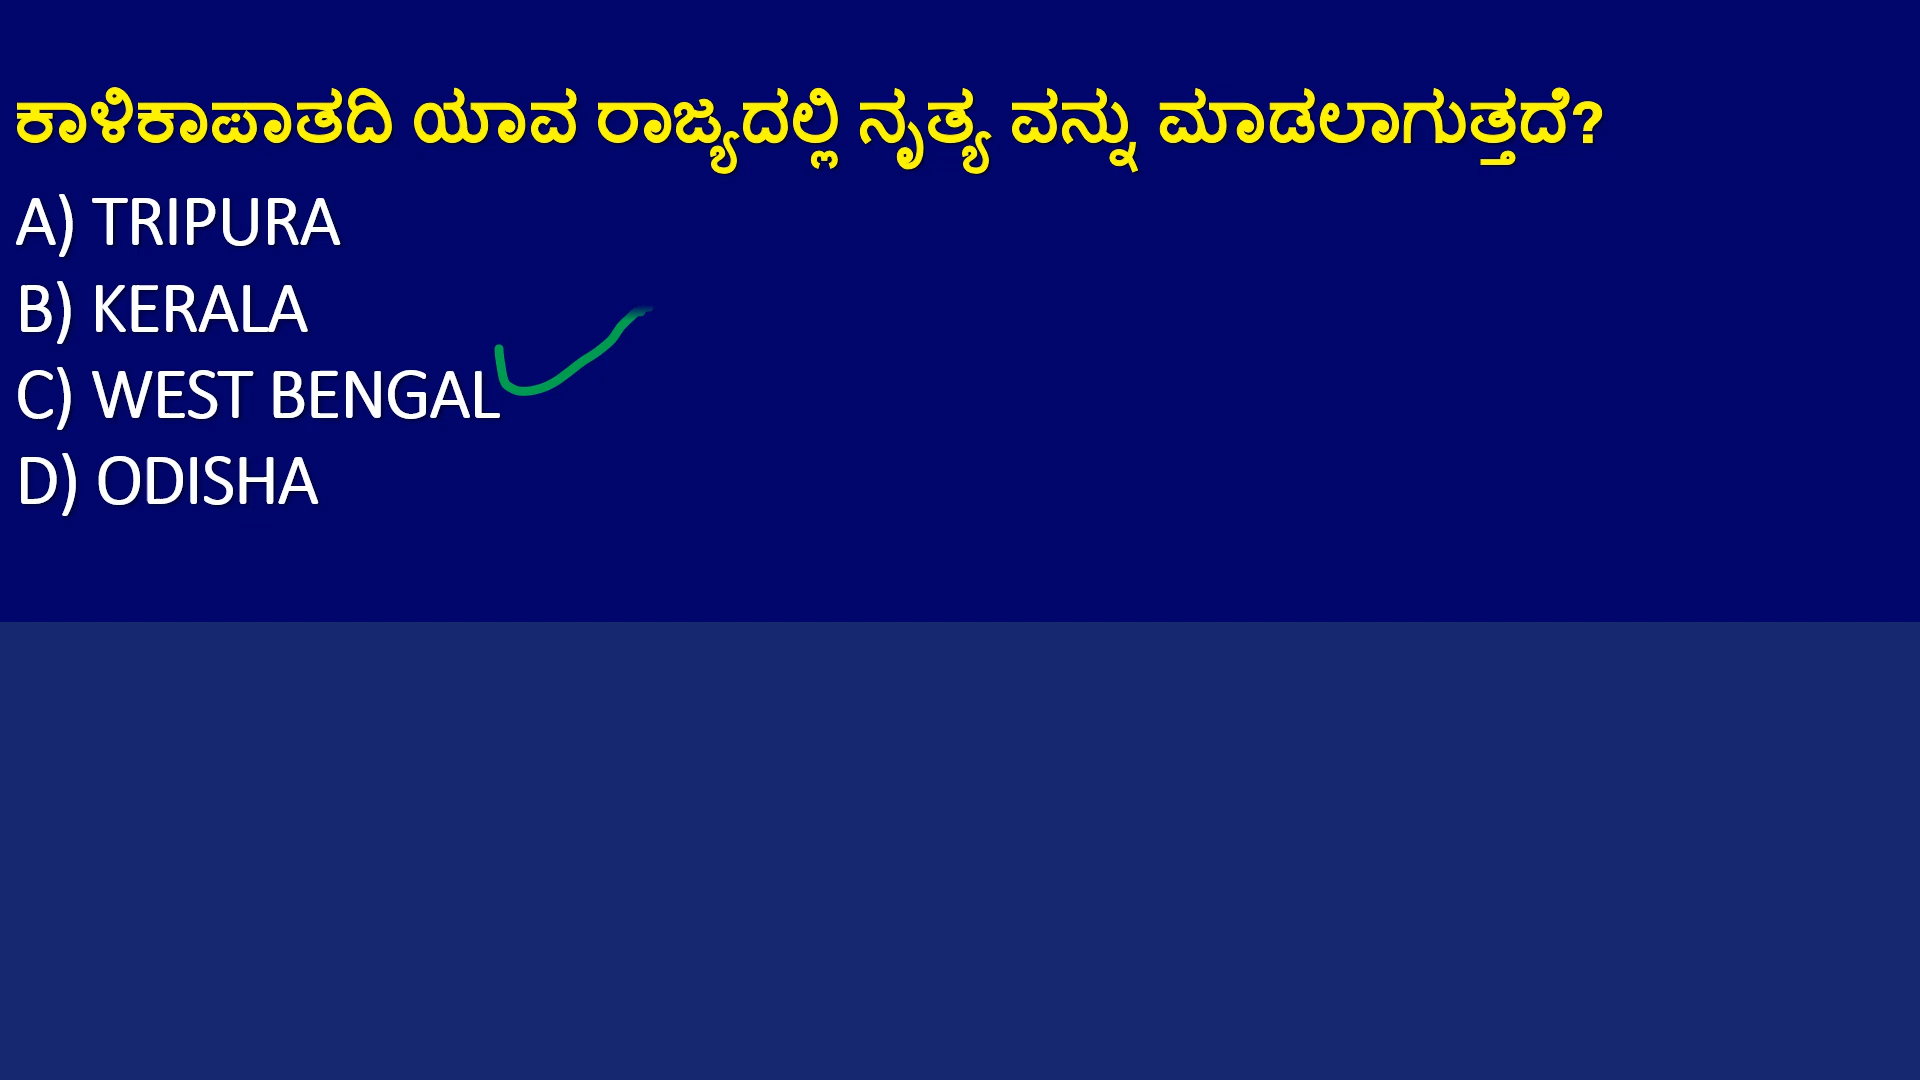 ಕಾಳಿಕಾಪಾತದಿ ಯಾವ ರಾಜ್ಯದಲ್ಲಿ ನೃತ್ಯ ವನ್ನು ಮಾಡಲಾಗುತ್ತದೆ?
A) TRIPURA
B) KERALA
C) WEST BENGAL
D) ODISHA